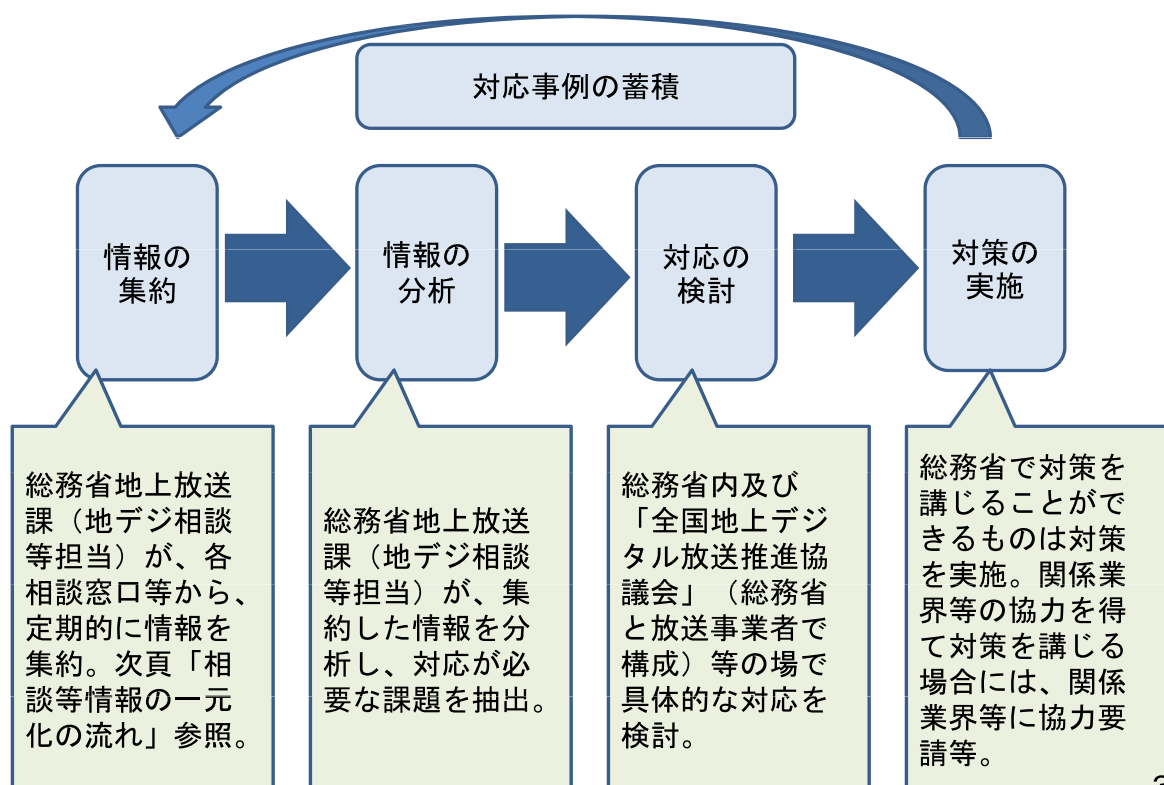 対応事例の蓄積
情報の
集約
情報の
分析
対応の
検討
対策の
実施
総務省地上放送
課（地デジ相談
等担当）が、各
相談窓口等から、
定期的に情報を
集約。次頁「相
談等情報の一元
化の流れ」参照。
総務省地上放送
課（地デジ相談
等担当）が、集
約した情報を分
析し、対応が必
要な課題を抽出。
総務省内及び
「全国地上デジ
タル放送推進協
議会」（総務省
と放送事業者で
構成）等の場で
具体的な対応を
検討。
総務省で対策を
講じることがで
きるものは対策
を実施。関係業
界等の協力を得
て対策を講じる
場合には、関係
業界等に協力要
請等。